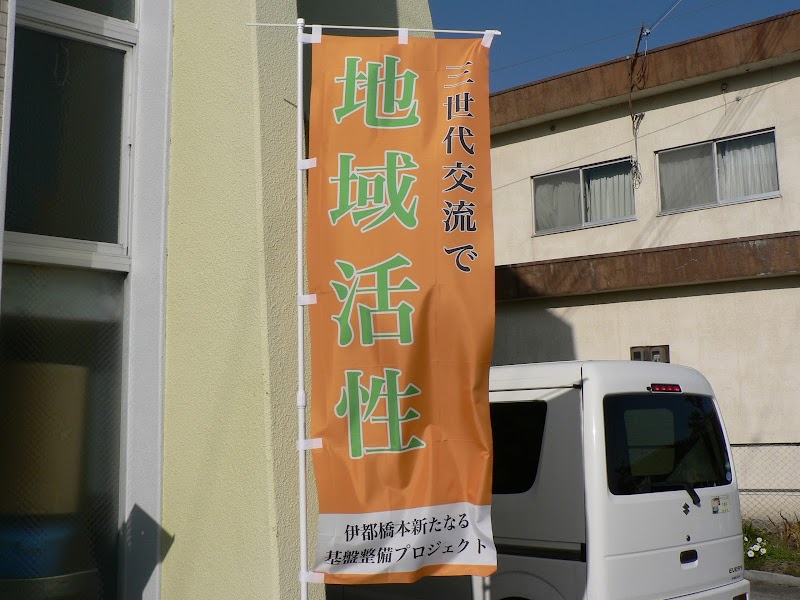 三世代交流で
地域活性
伊都橋本新たなる
基盤整備プロジェクト
EVERY